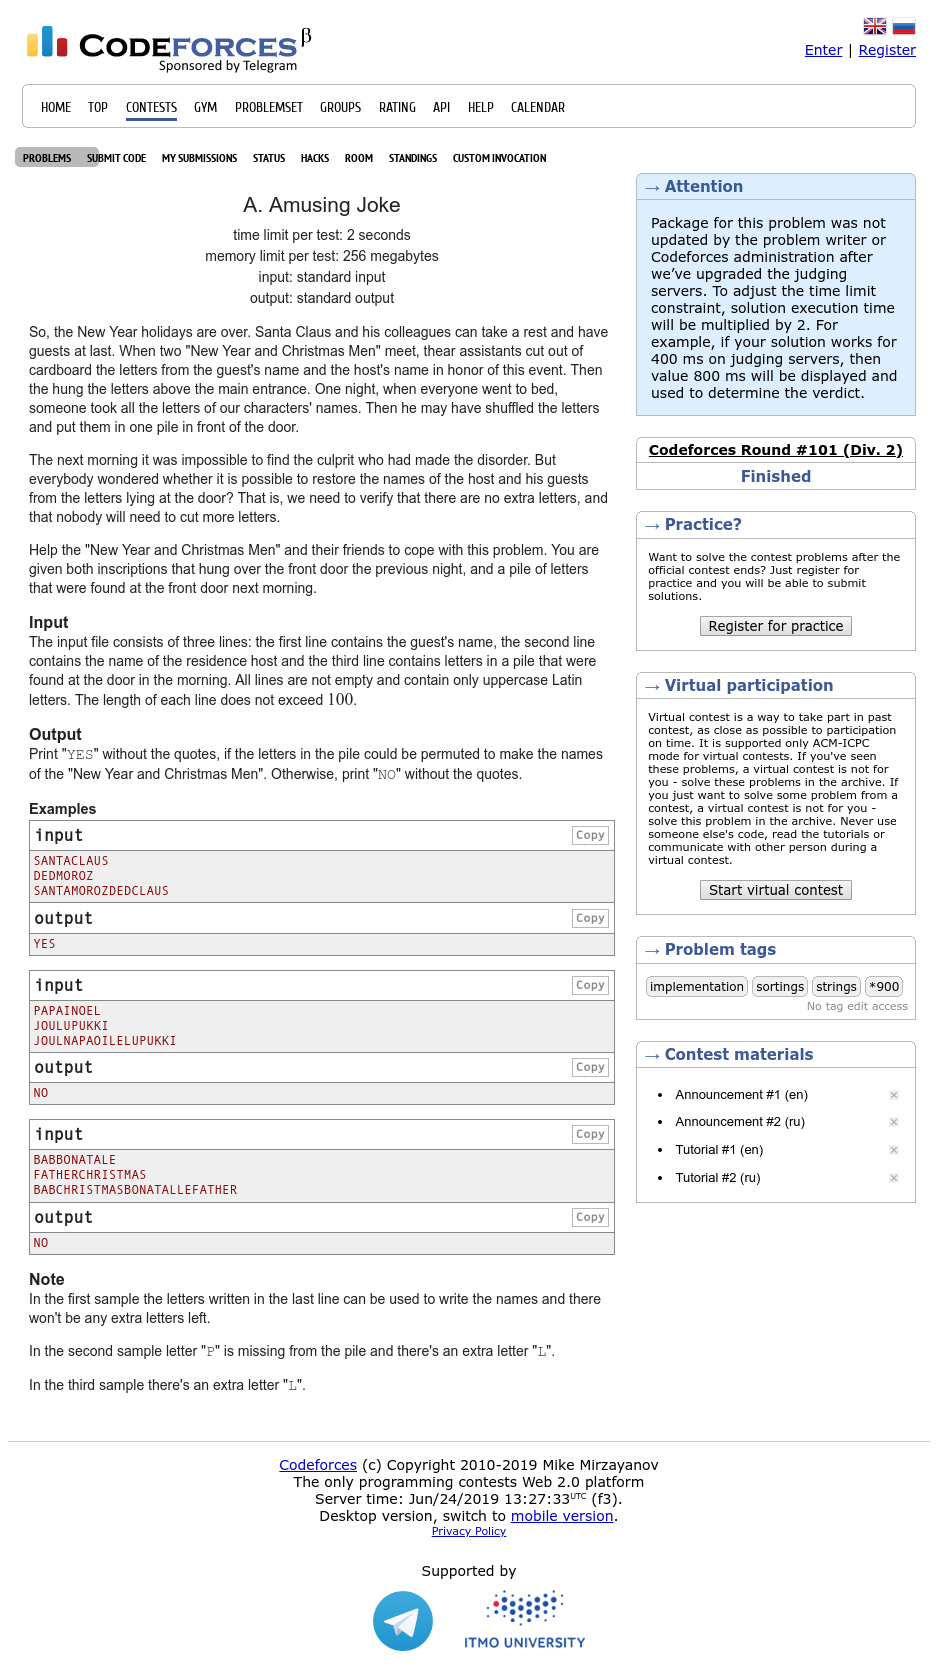 CODEFORCES β
Sponsored by Telegram
Enter | Register
HOME TOP CONTESTS GYM PROBLEMSET GROUPS RATING API HELP CALENDAR
PROBLEMS SUBMIT CODE MY SUBMISSIONS STATUS HACKS ROOM STANDINGS CUSTOM INVOCATION
A. Amusing Joke
time limit per test: 2 seconds
memory limit per test: 256 megabytes
input: standard input
output: standard output
So, the New Year holidays are over. Santa Claus and his colleagues can take a rest and have
guests at last. When two "New Year and Christmas Men" meet, thear assistants cut out of
cardboard the letters from the guest's name and the host's name in honor of this event. Then
the hung the letters above the main entrance. One night, when everyone went to bed,
someone took all the letters of our characters' names. Then he may have shuffled the letters
and put them in one pile in front of the door.
The next morning it was impossible to find the culprit who had made the disorder. But
everybody wondered whether it is possible to restore the names of the host and his guests
from the letters lying at the door? That is, we need to verify that there are no extra letters, and
that nobody will need to cut more letters.
Help the "New Year and Christmas Men" and their friends to cope with this problem. You are
given both inscriptions that hung over the front door the previous night, and a pile of letters
that were found at the front door next morning.
Input
The input file consists of three lines: the first line contains the guest's name, the second line
contains the name of the residence host and the third line contains letters in a pile that were
found at the door in the morning. All lines are not empty and contain only uppercase Latin
letters. The length of each line does not exceed 100.
Output
Print "YES" without the quotes, if the letters in the pile could be permuted to make the names
of the "New Year and Christmas Men". Otherwise, print "NO" without the quotes.
Examples
input Copy
SANTACLAUS
DEDMOROZ
SANTAMOROZDEDCLAUS
output Copy
YES
input Copy
PAPAINOEL
JOULUPUKKI
JOULNAPAOILELUPUKKI
output Copy
NO
input Copy
BABBONATALE
FATHERCHRISTMAS
BABCHRISTMASBONATALLEFATHER
output Copy
NO
Note
In the first sample the letters written in the last line can be used to write the names and there
won't be any extra letters left.
In the second sample letter "P" is missing from the pile and there's an extra letter "L".
In the third sample there's an extra letter "L".
→ Attention
Package for this problem was not
updated by the problem writer or
Codeforces administration after
we’ve upgraded the judging
servers. To adjust the time limit
constraint, solution execution time
will be multiplied by 2. For
example, if your solution works for
400 ms on judging servers, then
value 800 ms will be displayed and
used to determine the verdict.
Codeforces Round #101 (Div. 2)
Finished
→ Practice?
Want to solve the contest problems after the
official contest ends? Just register for
practice and you will be able to submit
solutions.
Register for practice
→ Virtual participation
Virtual contest is a way to take part in past
contest, as close as possible to participation
on time. It is supported only ACM-ICPC
mode for virtual contests. If you've seen
these problems, a virtual contest is not for
you - solve these problems in the archive. If
you just want to solve some problem from a
contest, a virtual contest is not for you -
solve this problem in the archive. Never use
someone else's code, read the tutorials or
communicate with other person during a
virtual contest.
Start virtual contest
→ Problem tags
implementation sortings strings *900
No tag edit access
→ Contest materials
Announcement #1 (en)
Announcement #2 (ru)
Tutorial #1 (en)
Tutorial #2 (ru)
Codeforces (c) Copyright 2010-2019 Mike Mirzayanov
The only programming contests Web 2.0 platform
Server time: Jun/24/2019 13:27:33UTC (f3).
Desktop version, switch to mobile version.
Privacy Policy
Supported by
ITMO UNIVERSITY